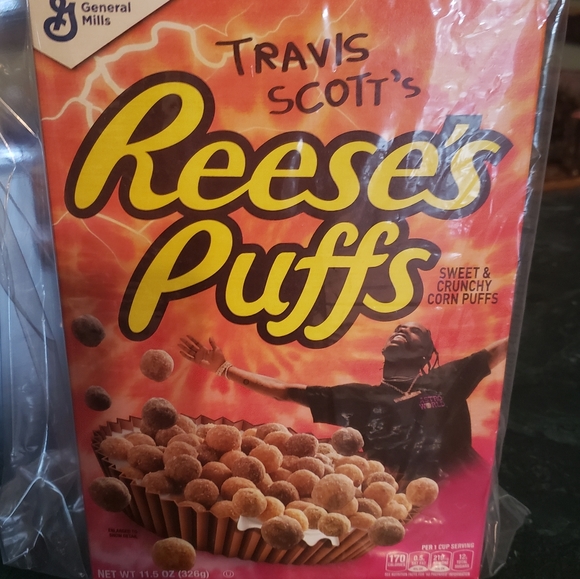 General
Mills
TRAVIS
SCOTT'S
Reese's
Puffs
SWEET &
CRUNCHY
CORN PUFFS
PER 1 CUP SERVING
170
NET WT 11.5 OZ (326g)